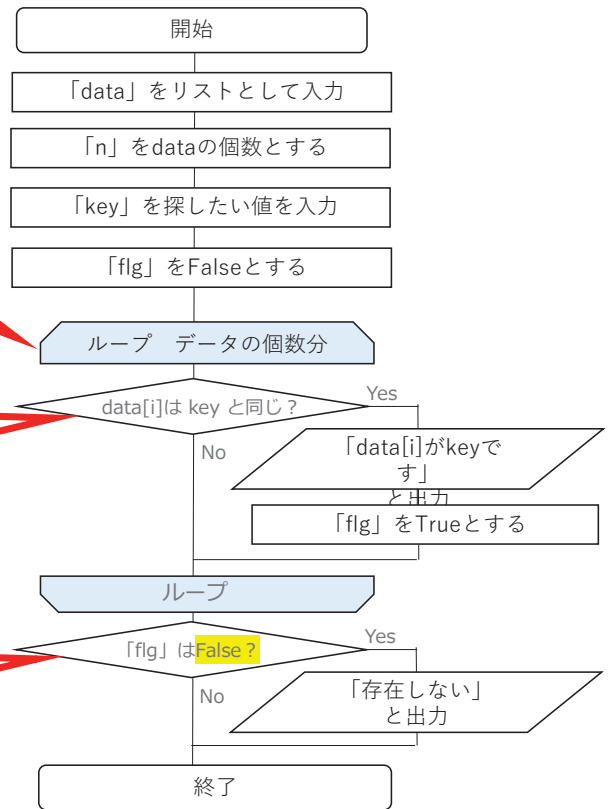 開始
「data」をリストとして入力
「n」をdataの個数とする
「key」を探したい値を入力
「flg」をFalseとする
ループ　データの個数分
data[i]は key と同じ？
Yes
No
「data[i]がkeyで
す」
と出力
「flg」をTrueとする
ループ
「flg」はFalse？
Yes
No
「存在しない」
と出力
終了